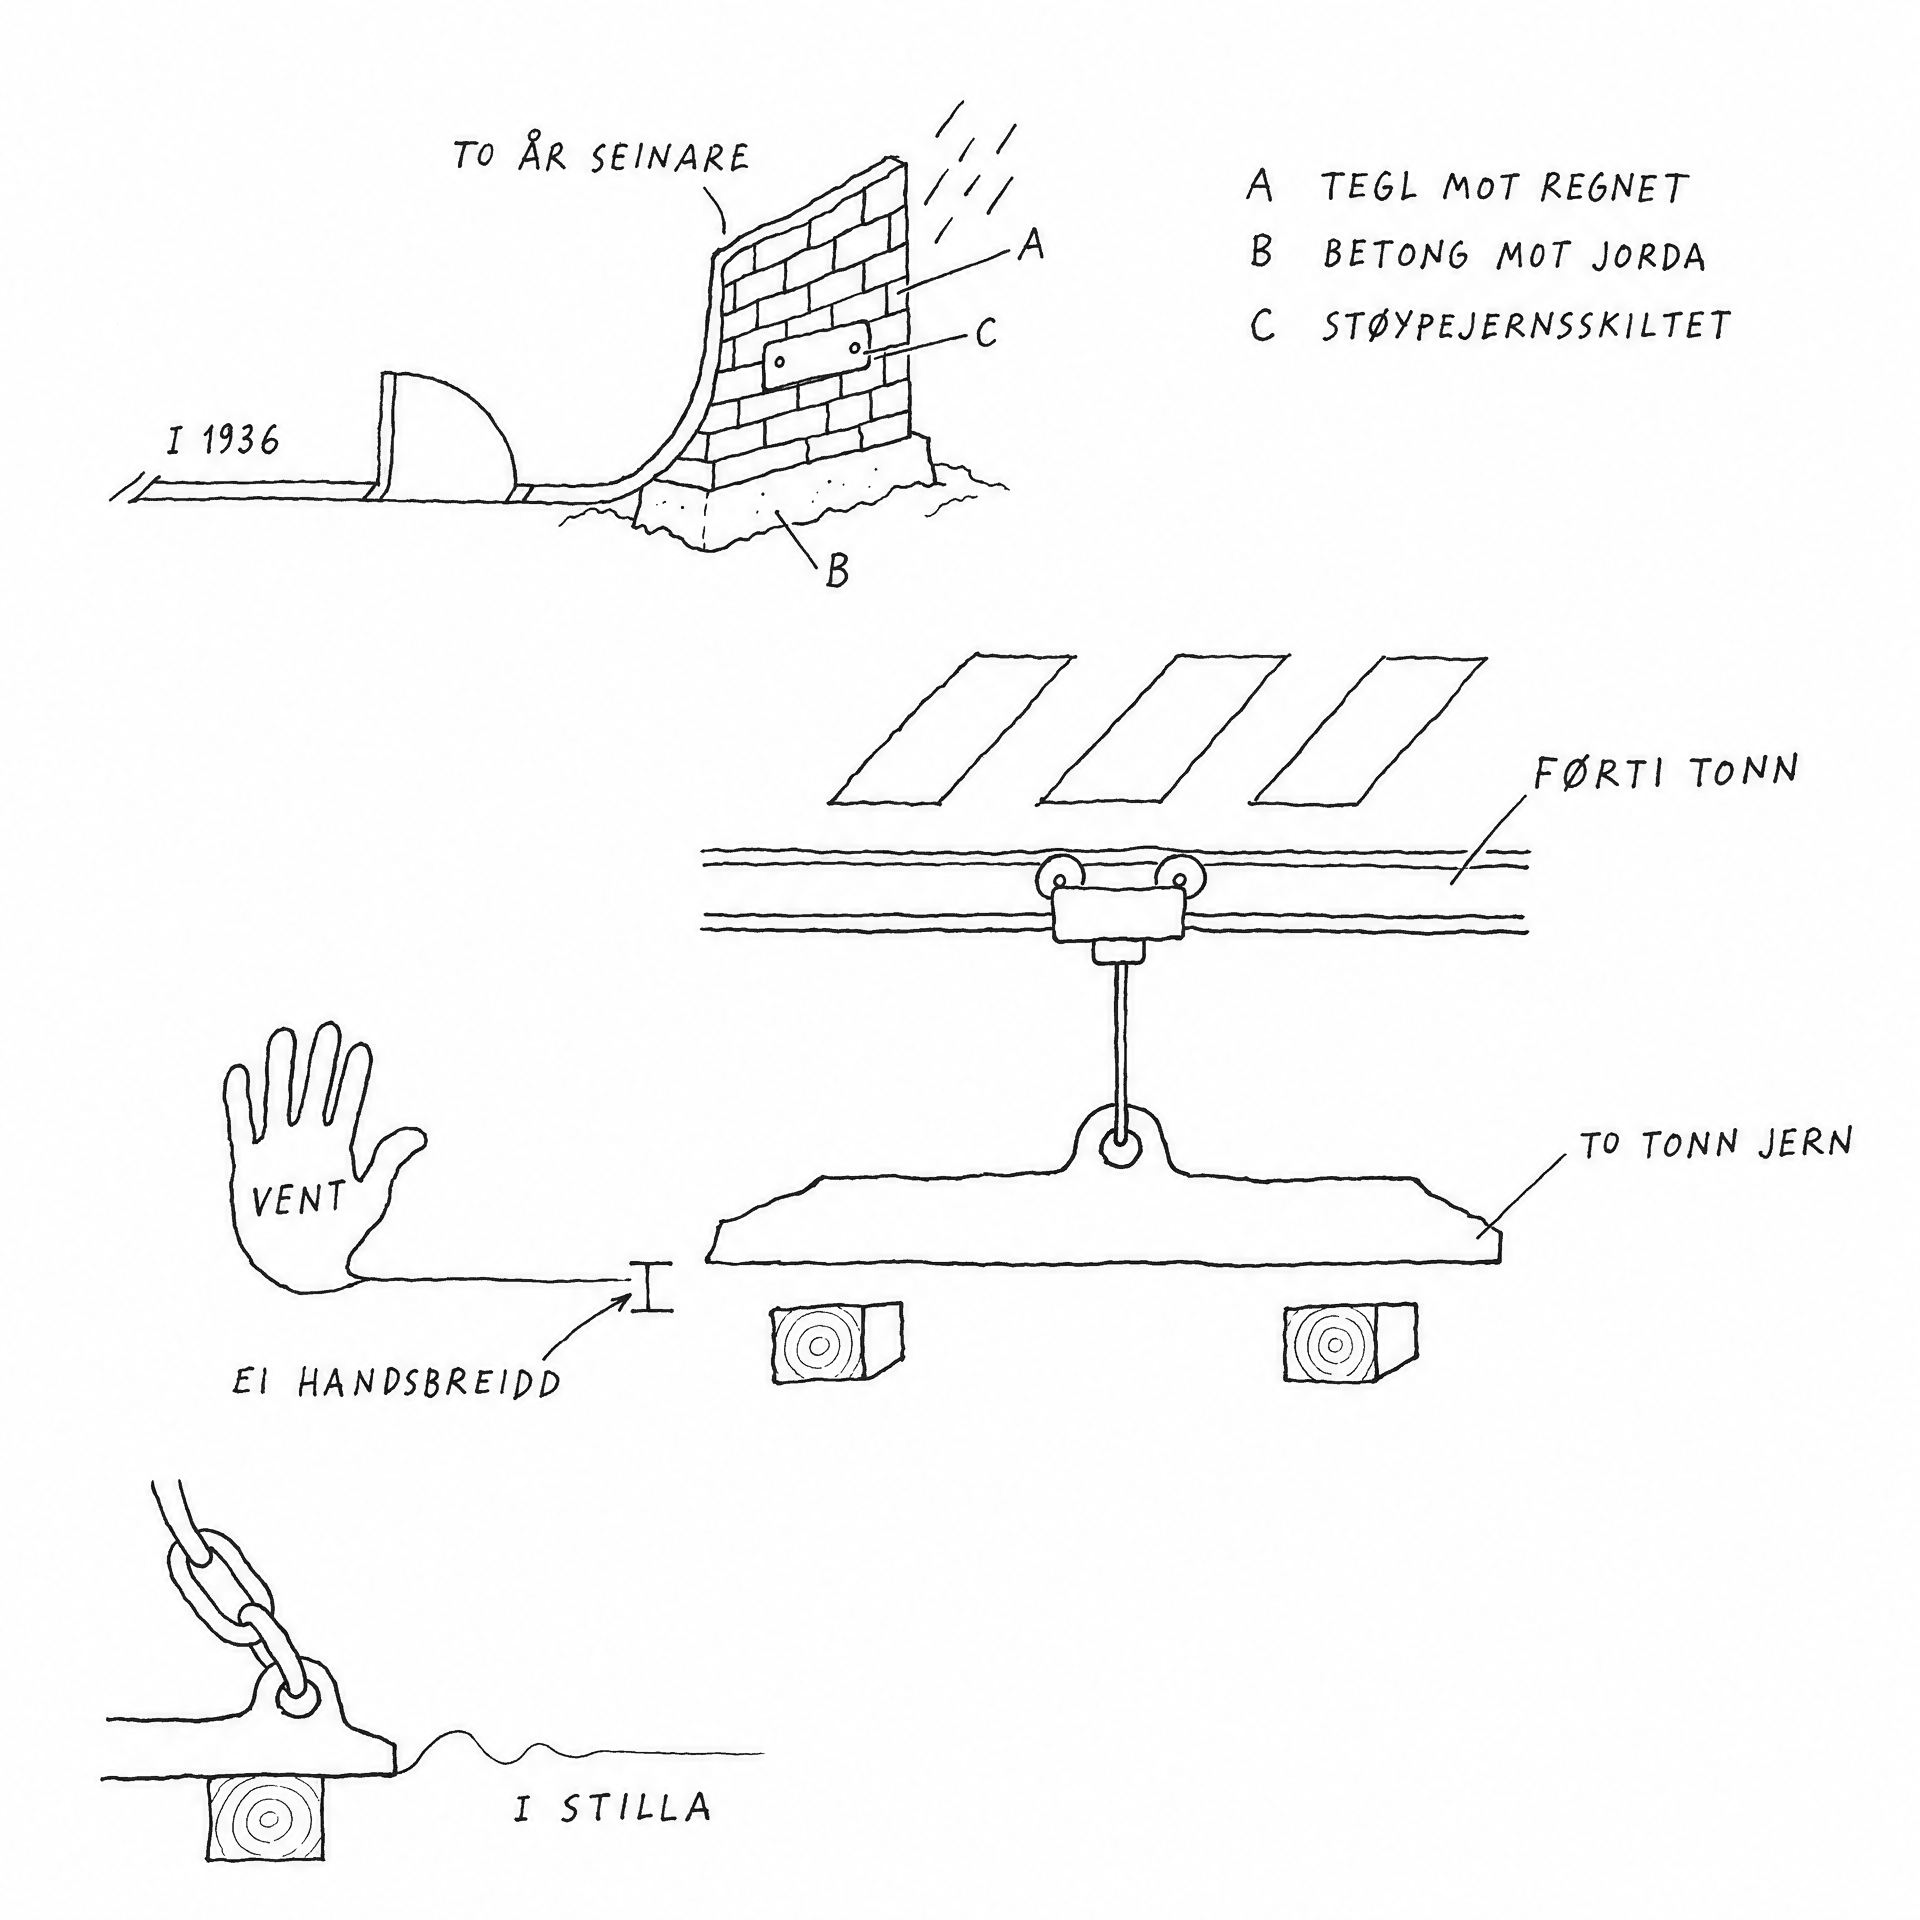 TO ÅR SEINARE
A TEGL MOT REGNET
B BETONG MOT JORDA
C STØYPEJERNSSKILTET
A
C
I 1936
B
FØRTI TONN
TO TONN JERN
VENT
EI HANDSBREIDD
I STILLA